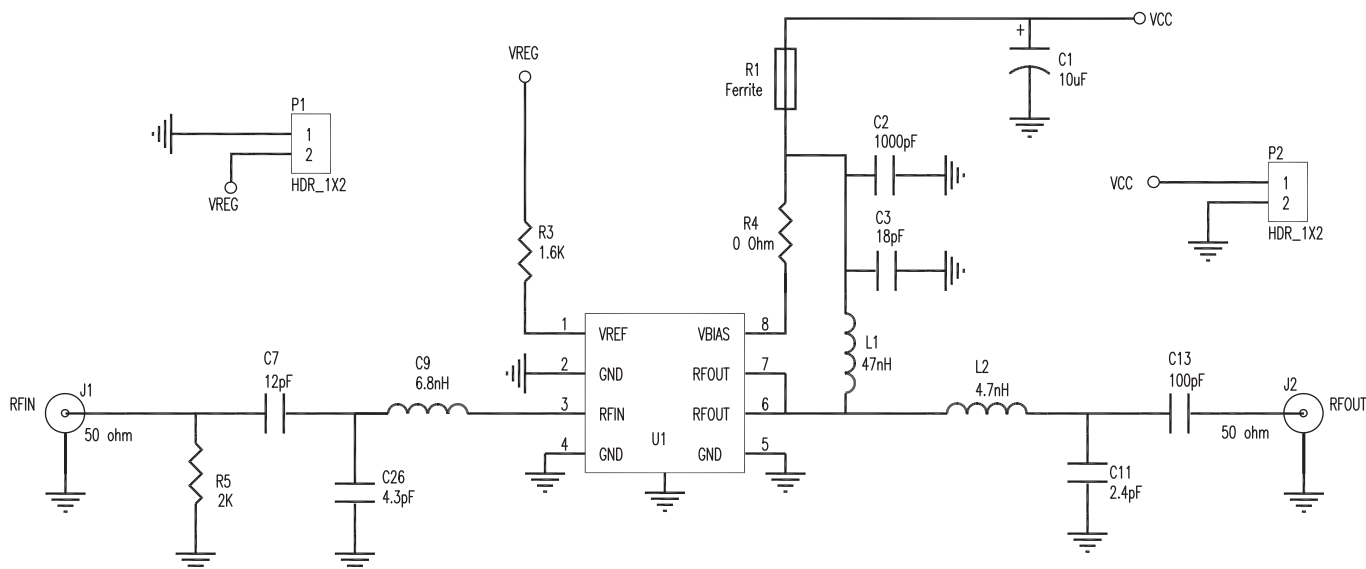 VCC
+
C1
10uF
R1
Ferrite
VREG
P1
1
2
HDR_1X2
VREG
C2
1000pF
P2
VCC
1
2
HDR_1X2
R3
1.6K
R4
0 Ohm
C3
18pF
1
VREF
VBIAS
8
2
GND
RFOUT
7
3
RFIN
RFOUT
6
4
GND
GND
5
U1
L1
47nH
RFIN
J1
50 ohm
C7
12pF
C9
6.8nH
R5
2K
C26
4.3pF
L2
4.7nH
C13
100pF
J2
RFOUT
50 ohm
C11
2.4pF